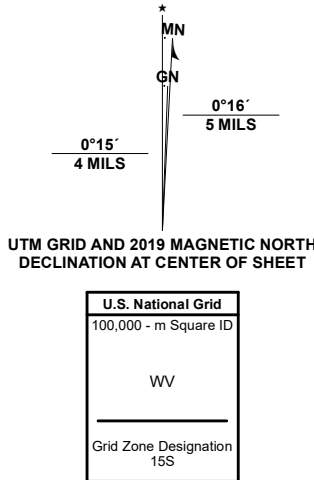 ★
MN
GN
0°16´
5 MILS
0°15´
4 MILS
UTM GRID AND 2019 MAGNETIC NORTH
DECLINATION AT CENTER OF SHEET
U.S. National Grid
100,000 - m Square ID
WV
Grid Zone Designation
15S